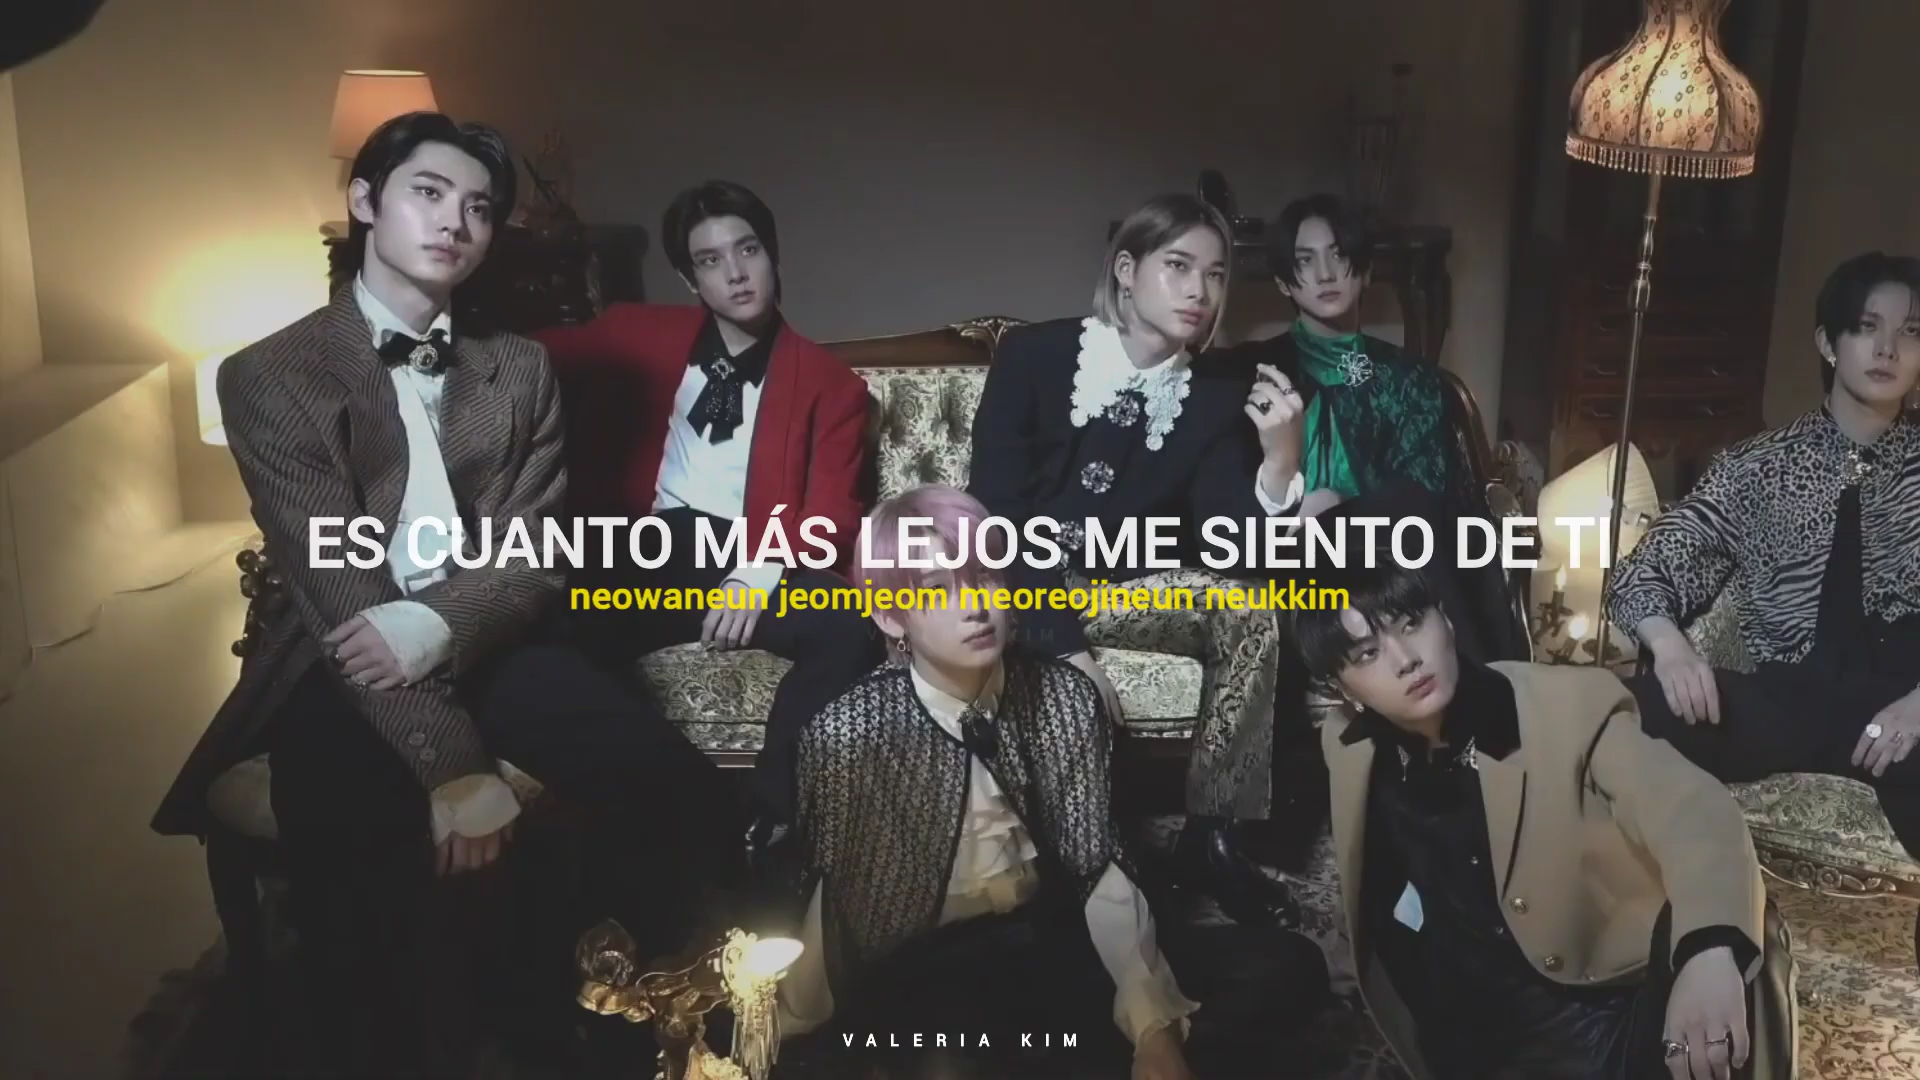 ES CUANTO MÁS LEJOS ME SIENTO DE TI
neowaneun jeomjeom meoreojineun neukkim
VALERIA KIM